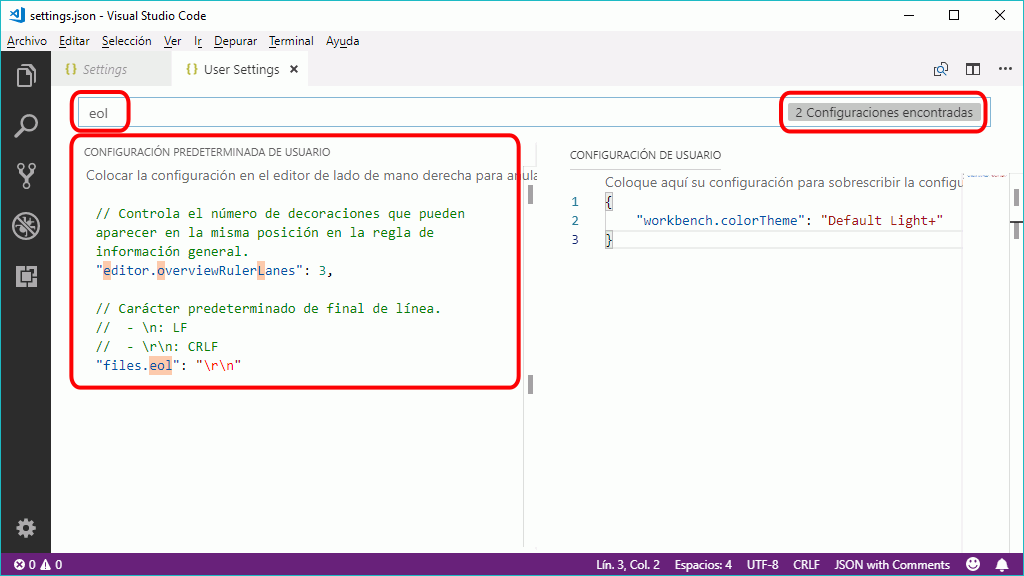 settings.json - Visual Studio Code
Archivo Editar Selección Ver Ir Depurar Terminal Ayuda
{} Settings {} User Settings
eol
2 Configuraciones encontradas
CONFIGURACIÓN PREDETERMINADA DE USUARIO
Colocar la configuración en el editor de lado de mano derecha para anula
// Controla el número de decoraciones que pueden
aparecer en la misma posición en la regla de
información general.
"editor.overviewRulerLanes": 3,
// Carácter predeterminado de final de línea.
//  - \n: LF
//  - \r\n: CRLF
"files.eol": "\r\n"
CONFIGURACIÓN DE USUARIO
Coloque aquí su configuración para sobrescribir la configu
1 {
2 "workbench.colorTheme": "Default Light+"
3 }
0 0 Lín. 3, Col. 2 Espacios: 4 UTF-8 CRLF JSON with Comments